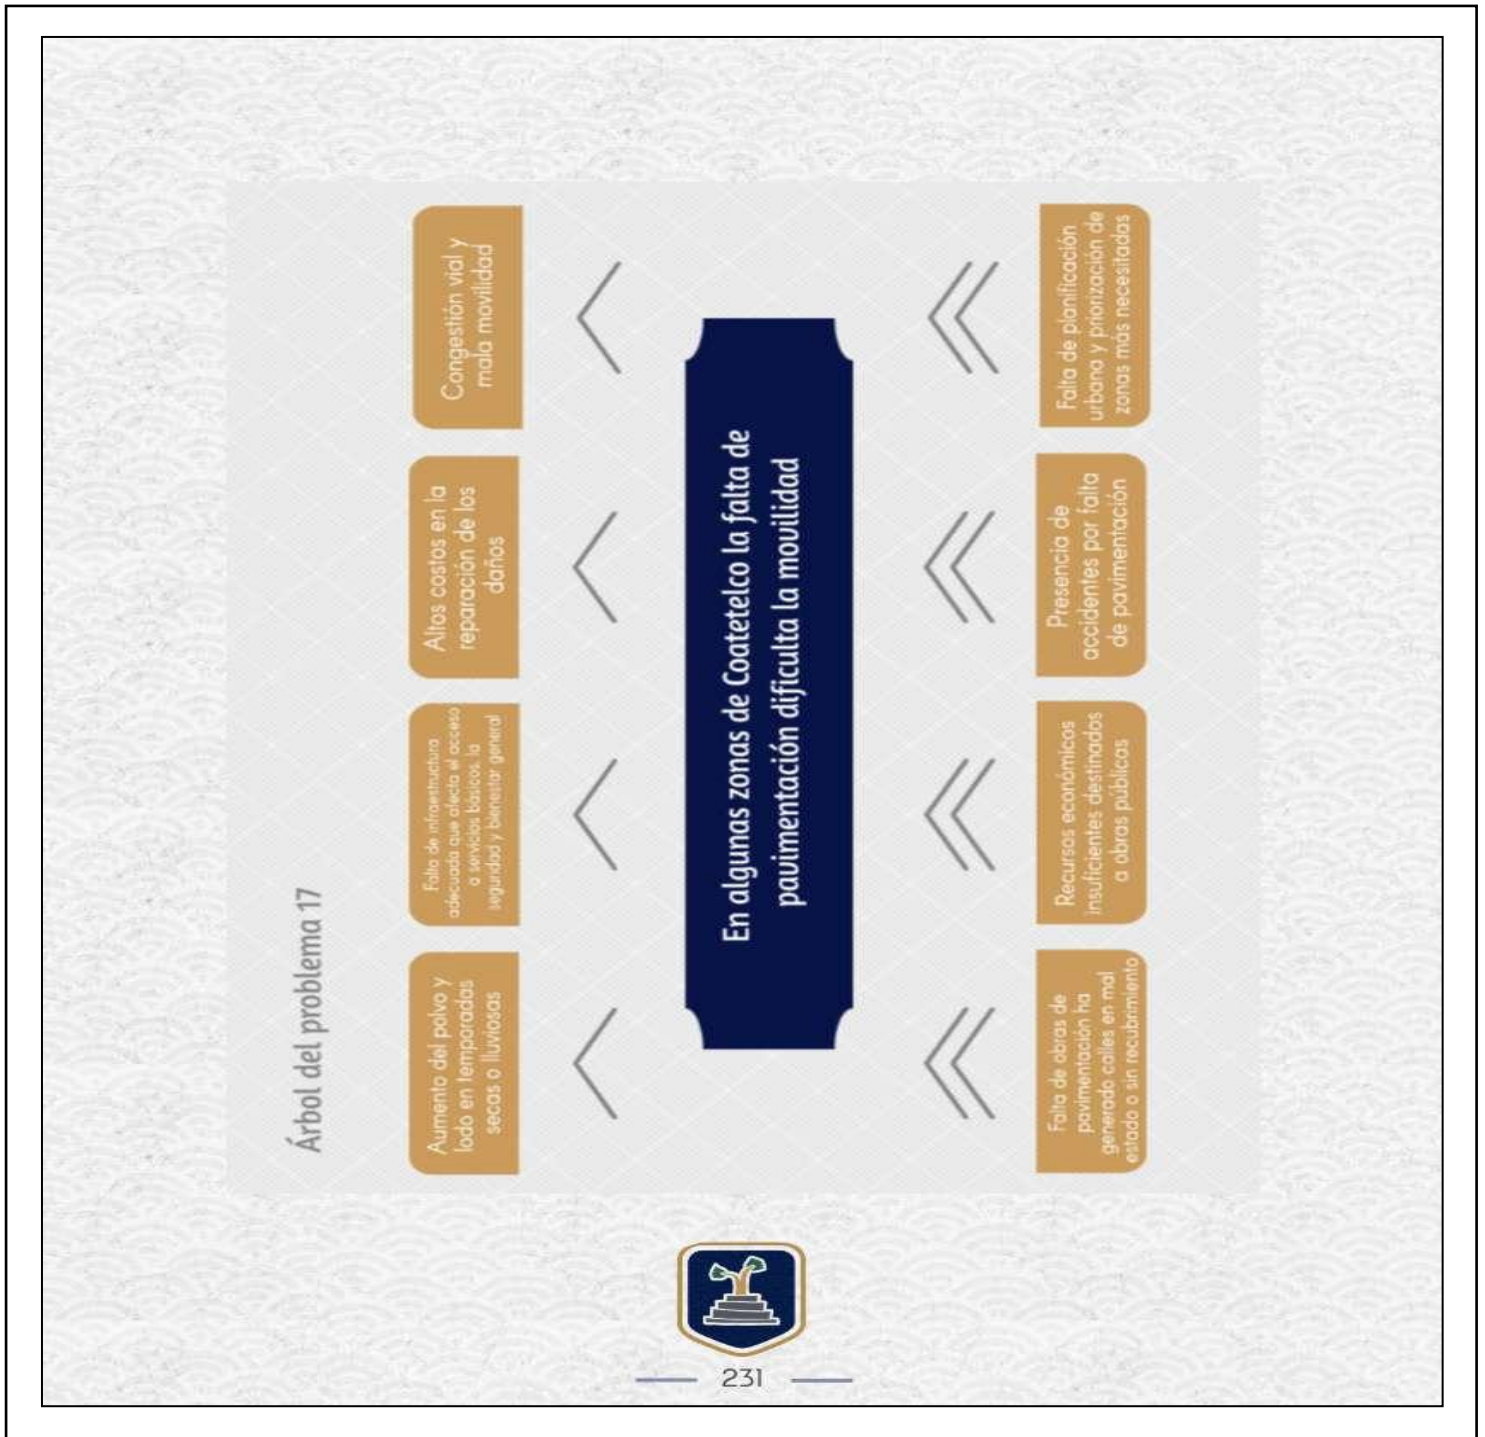 Árbol del problema 17
Aumento del polvo y
lodo en temporadas
secas o lluviosas
Falta de infraestructura
adecuada que afecta el acceso
a servicios básicos, la
seguridad y bienestar general
Altos costos en la
reparación de los
daños
Congestión vial y
mala movilidad
En algunas zonas de Coatetelco la falta de
pavimentación dificulta la movilidad
Falta de obras de
pavimentación ha
generado calles en mal
estado o sin recubrimiento
Recursos económicos
insuficientes destinados
a obras públicas
Presencia de
accidentes por falta
de pavimentación
Falta de planificación
urbana y priorización de
zonas más necesitadas
231